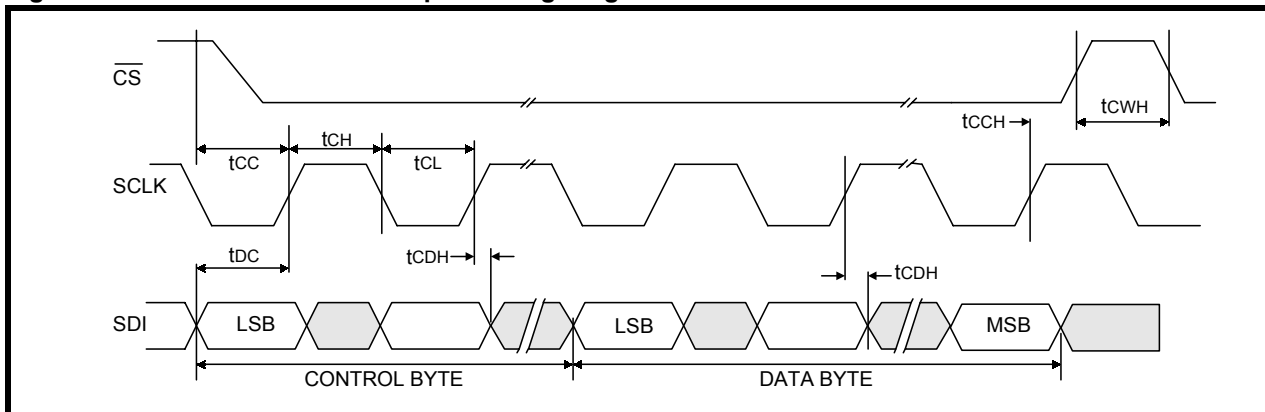 CS
tCWH
tCCH
tCC
tCH
tCL
SCLK
tDC
tCDH
tCDH
SDI
LSB
LSB
MSB
CONTROL BYTE
DATA BYTE